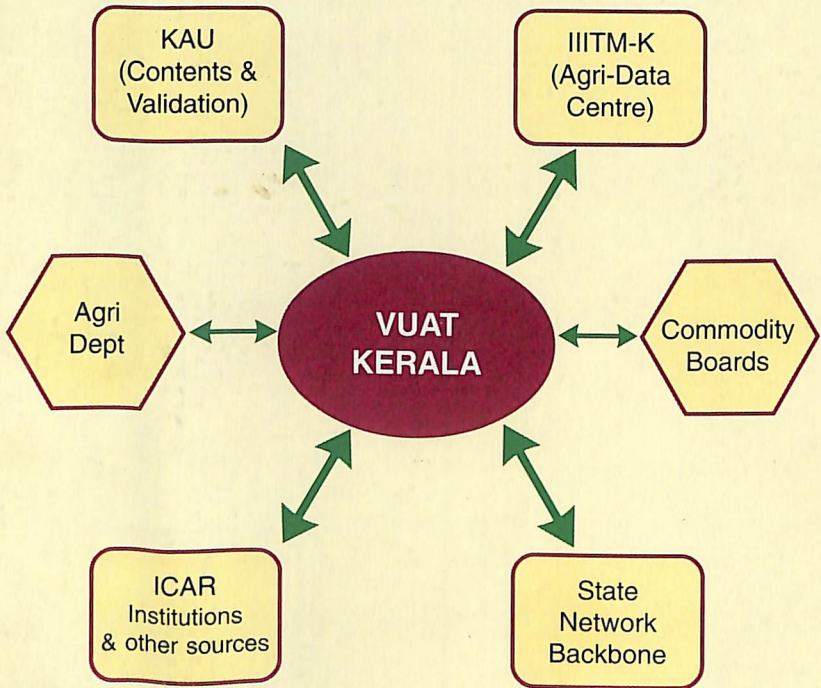 KAU
(Contents &
Validation)
IIITM-K
(Agri-Data
Centre)
Agri
Dept
VUAT
KERALA
Commodity
Boards
ICAR
Institutions
& other sources
State
Network
Backbone